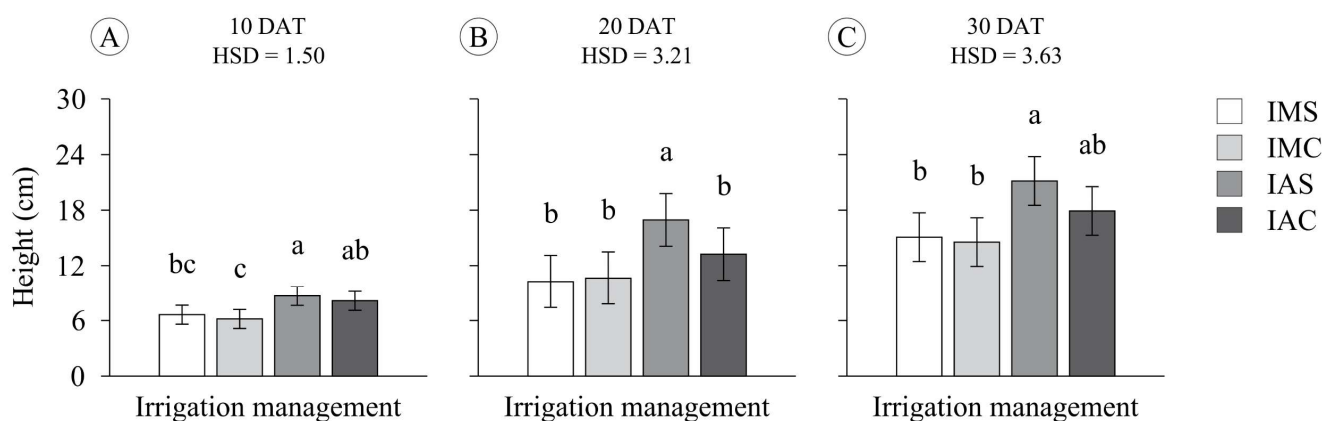 A
10 DAT
HSD = 1.50
B
20 DAT
HSD = 3.21
C
30 DAT
HSD = 3.63
Height (cm)
30
24
18
12
6
0
bc
c
a
ab
b
b
a
b
b
b
a
ab
Irrigation management
Irrigation management
Irrigation management
IMS
IMC
IAS
IAC